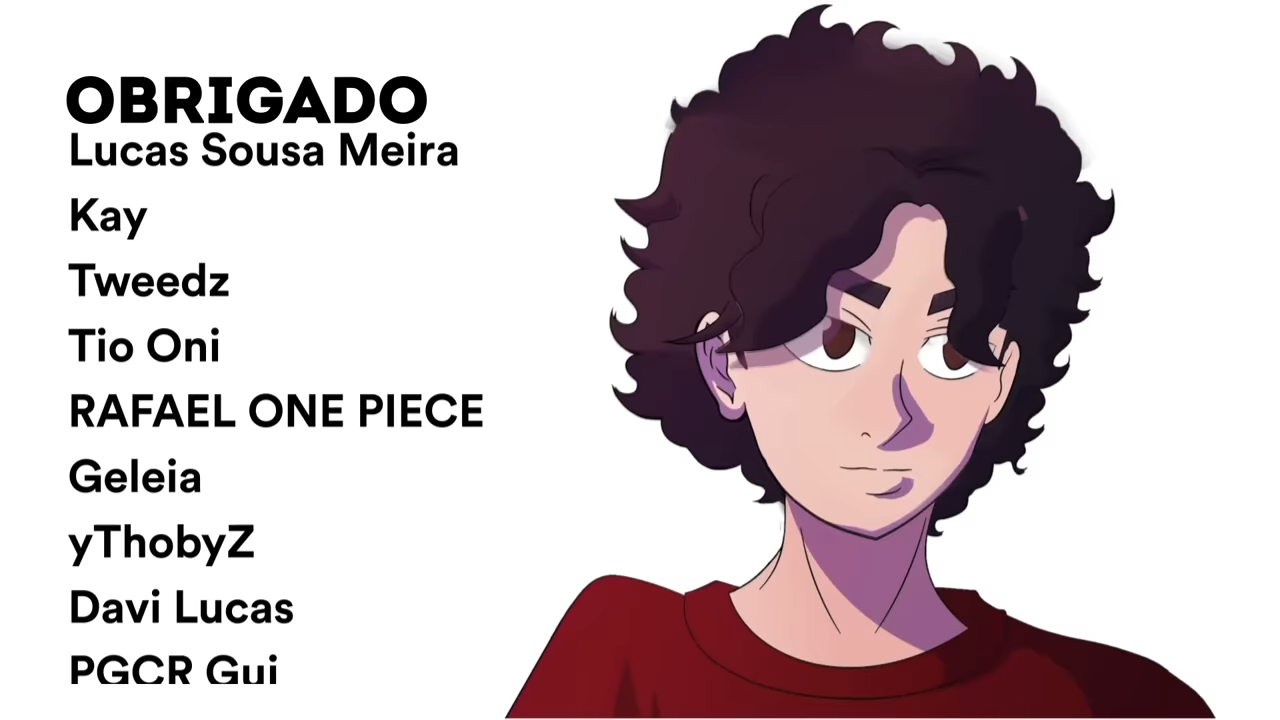 OBRIGADO
Lucas Sousa Meira
Kay
Tweedz
Tio Oni
RAFAEL ONE PIECE
Geleia
yThobyZ
Davi Lucas
PGCR Gui